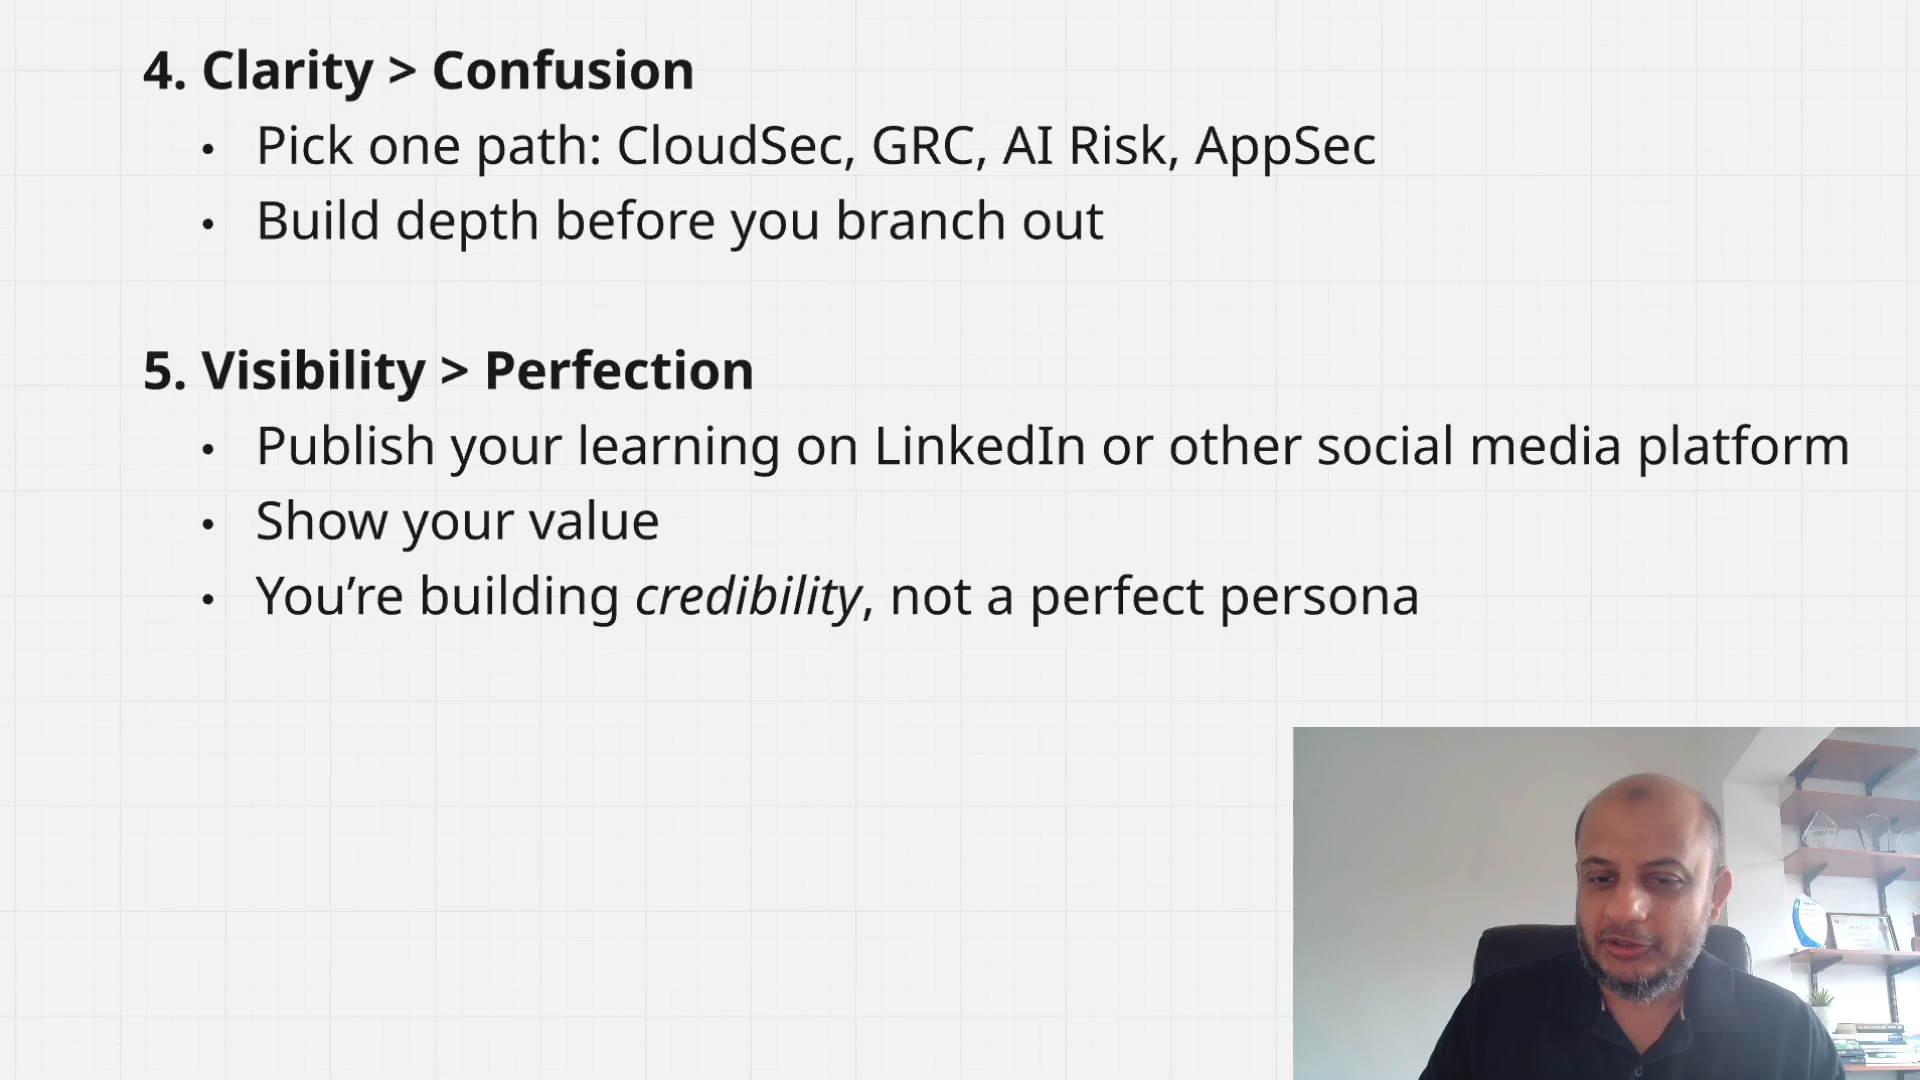 4. Clarity > Confusion
• Pick one path: CloudSec, GRC, AI Risk, AppSec
• Build depth before you branch out
5. Visibility > Perfection
• Publish your learning on LinkedIn or other social media platform
• Show your value
• You’re building credibility, not a perfect persona